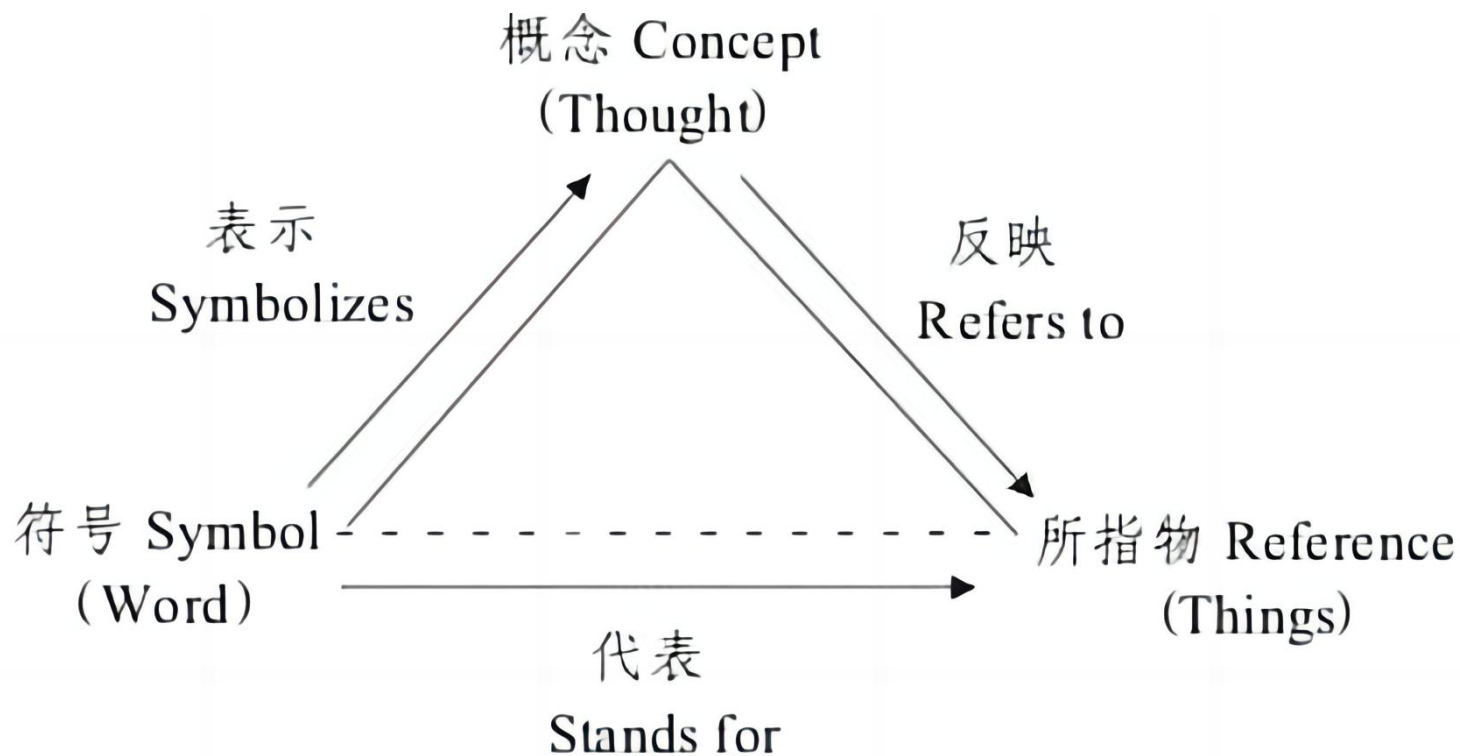 概念 Concept
(Thought)
表示
Symbolizes
反映
Refers to
符号 Symbol
(Word)
所指物 Reference
(Things)
代表
Stands for